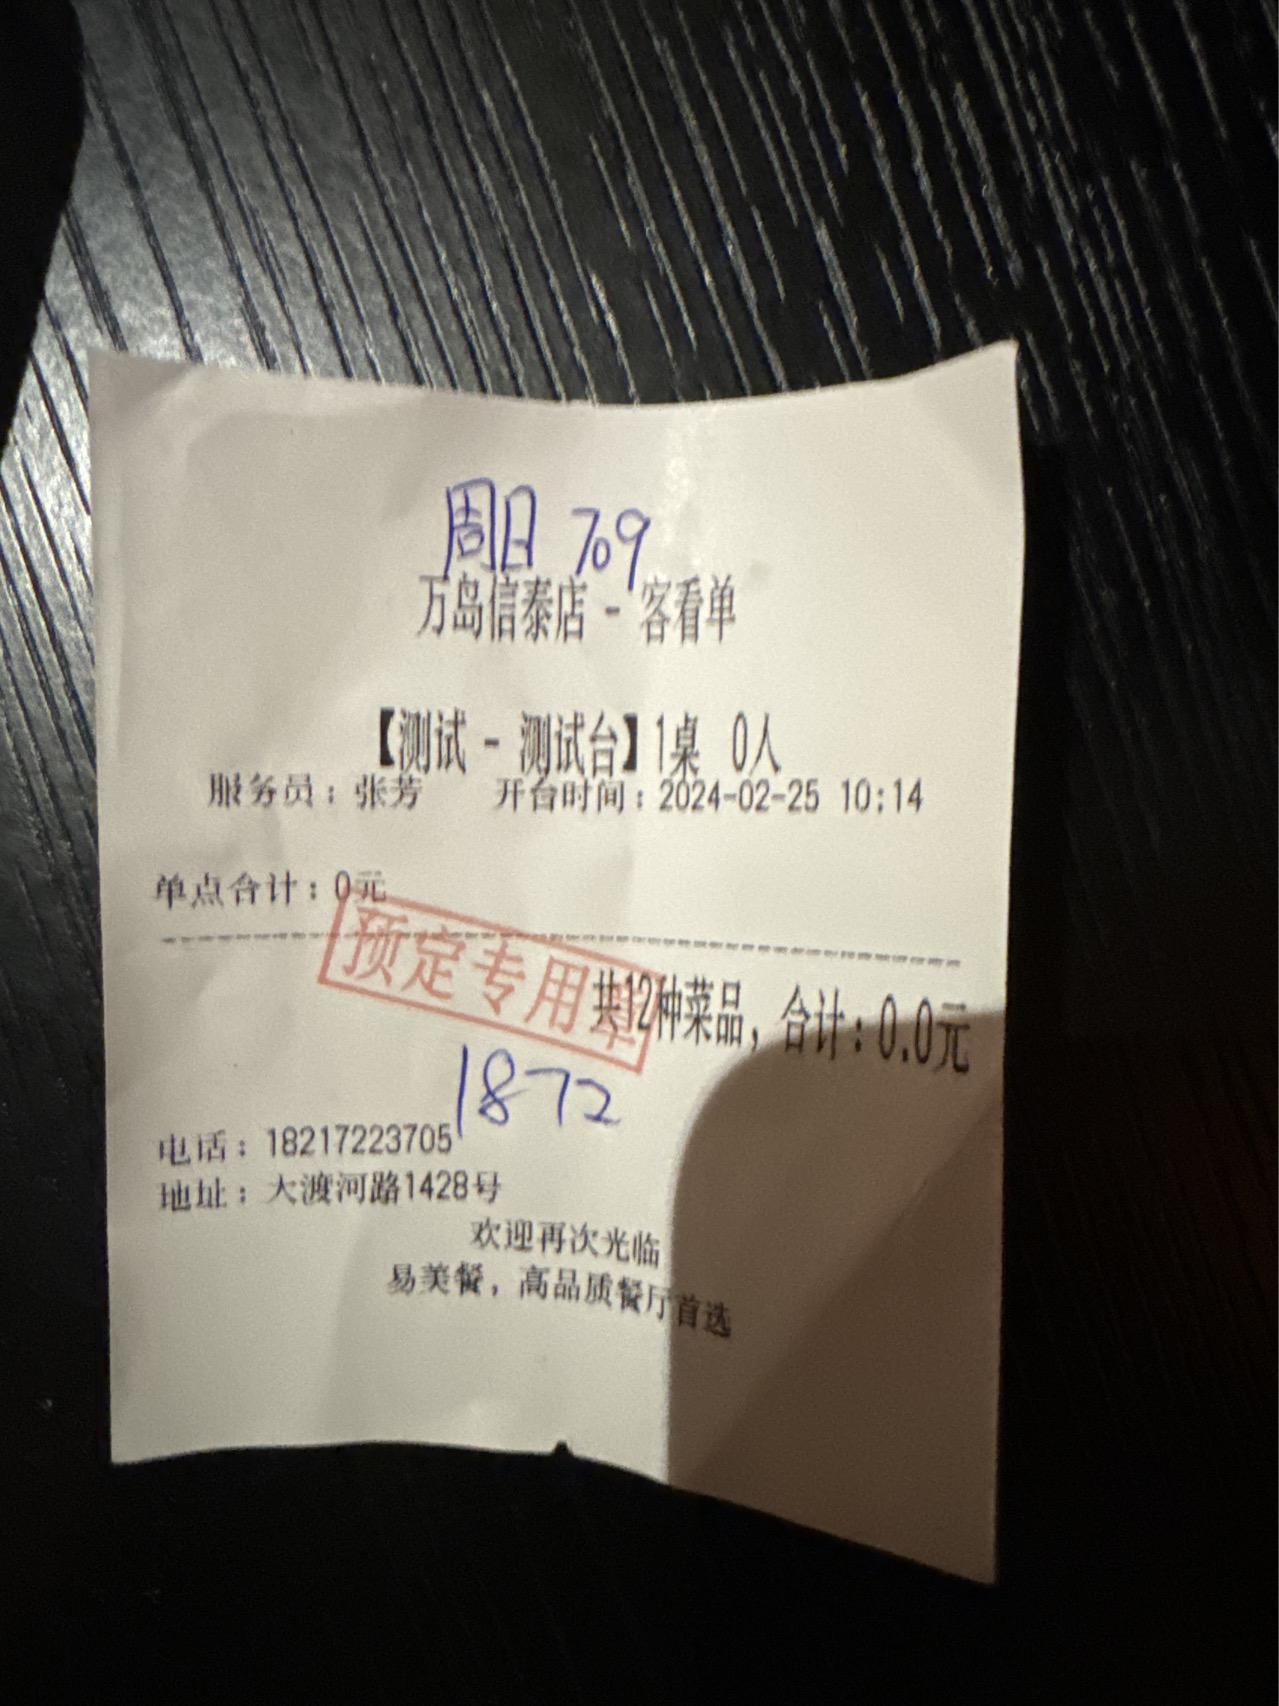 周日 709
万岛信泰店 - 客看单
【测试 - 测试台】1桌 0人
服务员：张芳 开台时间：2024-02-25 10:14
单点合计：0元
预定专用章
共12种菜品，合计：0.0元
1872
电话：18217223705
地址：大渡河路1428号
欢迎再次光临
易美餐，高品质餐厅首选